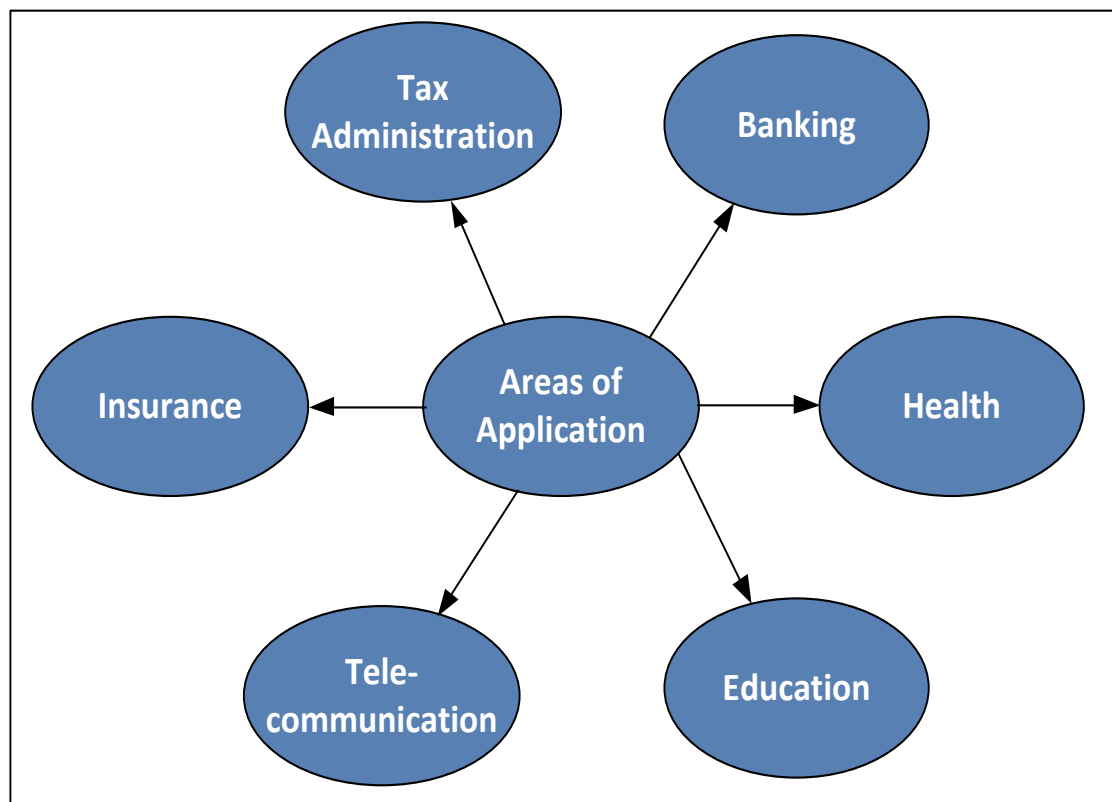 Tax
Administration
Banking
Insurance
Areas of
Application
Health
Tele-
communication
Education